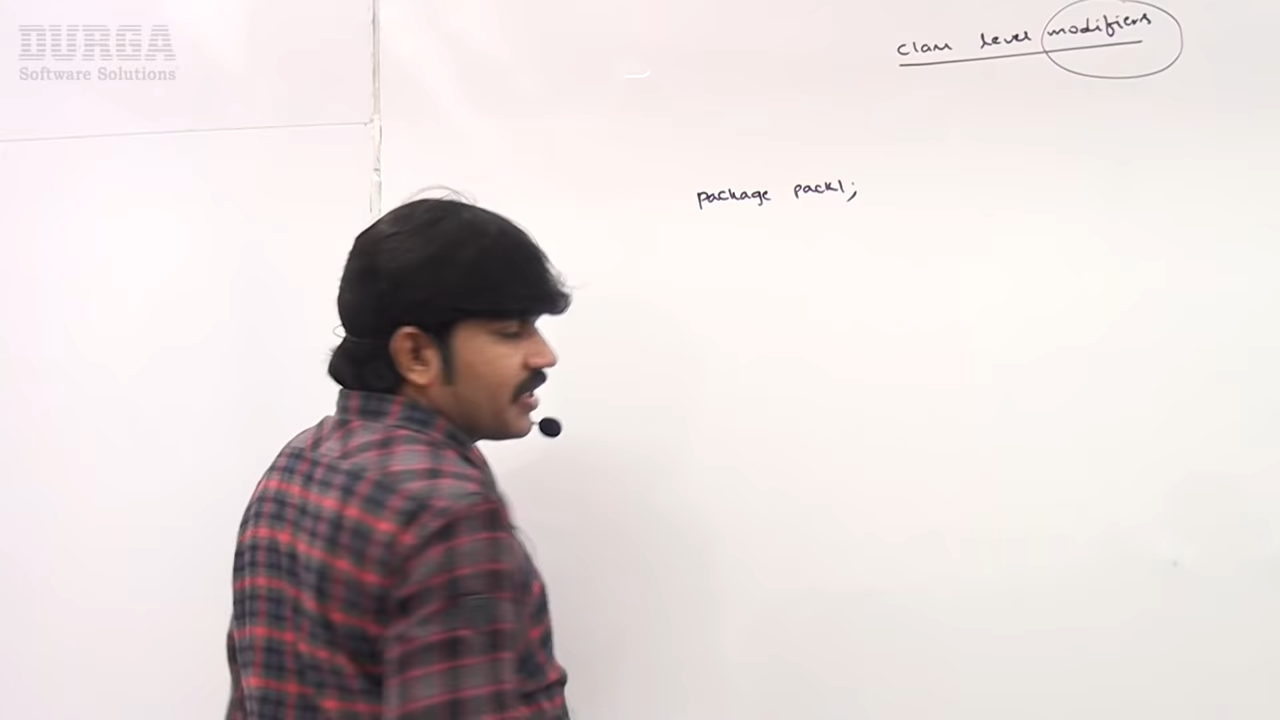 DURGA
Software Solutions
class level modifiers
package pack1;